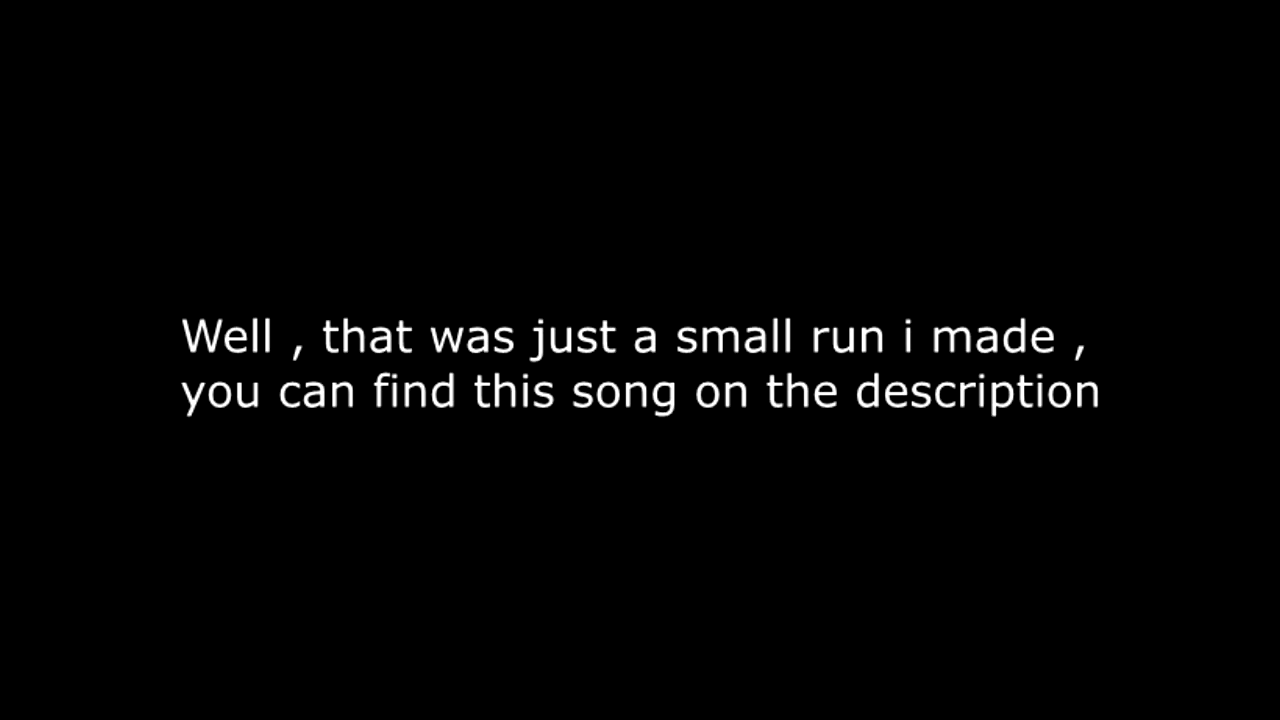 Well , that was just a small run i made ,
you can find this song on the description